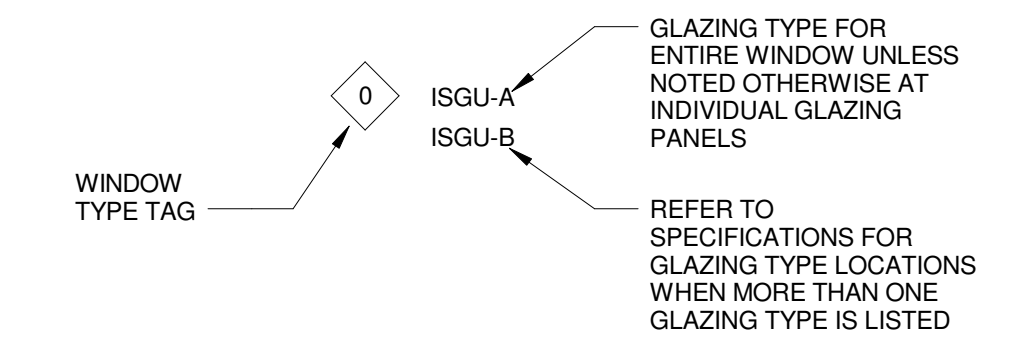 GLAZING TYPE FOR
ENTIRE WINDOW UNLESS
NOTED OTHERWISE AT
INDIVIDUAL GLAZING
PANELS
0
ISGU-A
ISGU-B
WINDOW
TYPE TAG
REFER TO
SPECIFICATIONS FOR
GLAZING TYPE LOCATIONS
WHEN MORE THAN ONE
GLAZING TYPE IS LISTED